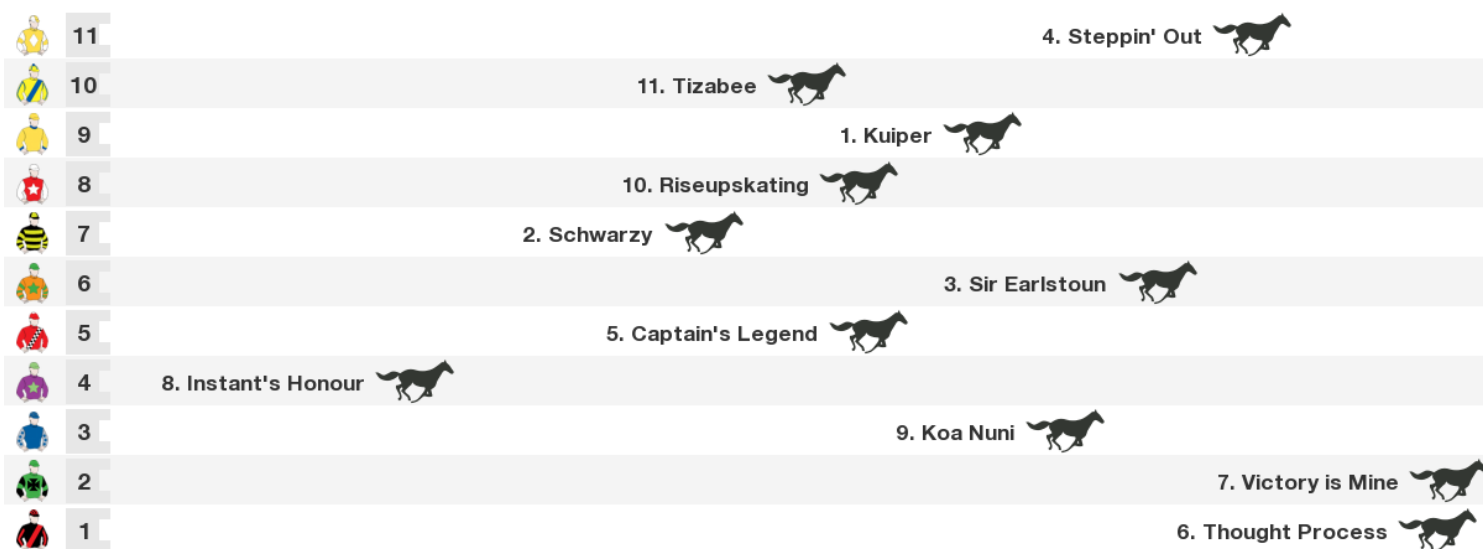 11 4. Steppin' Out
10 11. Tizabee
9 1. Kuiper
8 10. Riseupskating
7 2. Schwarzy
6 3. Sir Earlstoun
5 5. Captain's Legend
4 8. Instant's Honour
3 9. Koa Nuni
2 7. Victory is Mine
1 6. Thought Process